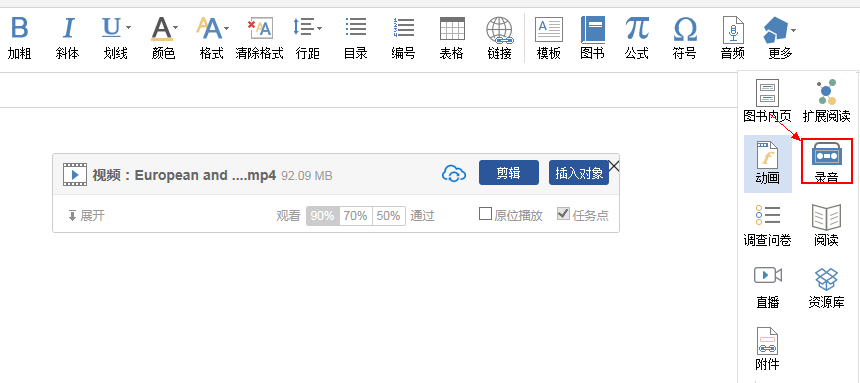 B I U A AA
加粗 斜体 划线 颜色 格式 清除格式 行距 目录 编号 表格 链接 模板 图书 公式 符号 音频 更多
图书内页 扩展阅读
动画 录音
视频：European and ....mp4 92.09 MB 剪辑 插入对象
展开 观看 90% 70% 50% 通过 原位播放 任务点
调查问卷 阅读
直播 资源库
附件